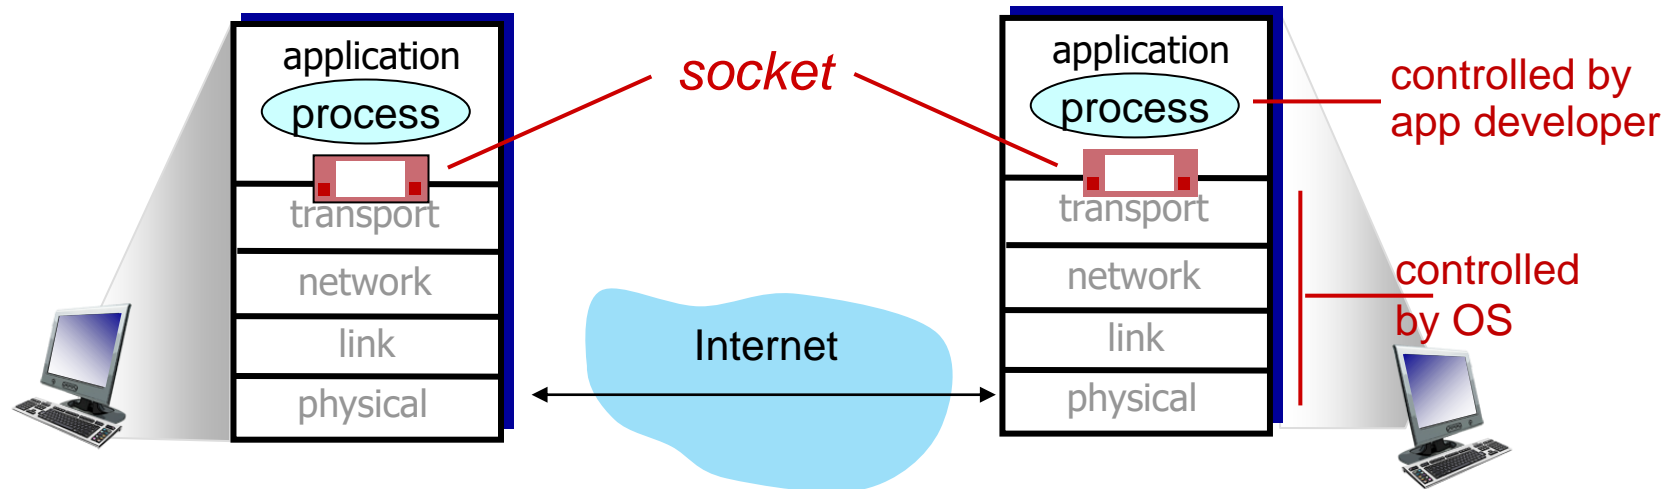 application
process
transport
network
link
physical
socket
Internet
application
process
transport
network
link
physical
controlled by
app developer
controlled
by OS